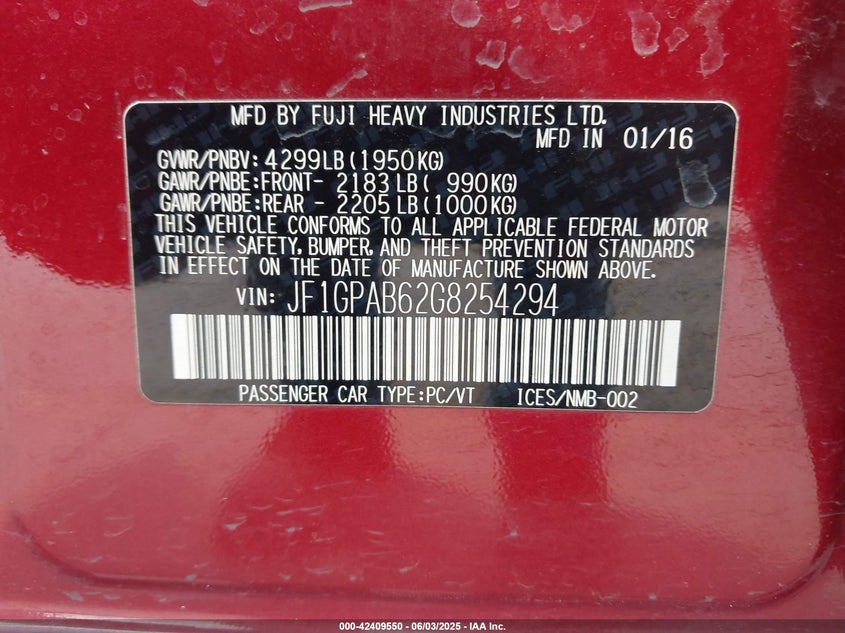 MFD BY FUJI HEAVY INDUSTRIES LTD.
MFD IN 01/16
GVWR/PNBV: 4299LB(1950KG)
GAWR/PNBE:FRONT- 2183LB( 990KG)
GAWR/PNBE:REAR - 2205LB(1000KG)
THIS VEHICLE CONFORMS TO ALL APPLICABLE FEDERAL MOTOR
VEHICLE SAFETY, BUMPER, AND THEFT PREVENTION STANDARDS
IN EFFECT ON THE DATE OF MANUFACTURE SHOWN ABOVE.
VIN: JF1GPAB62G8254294
PASSENGER CAR TYPE:PC/VT ICES/NMB-002
000-42409550 - 06/03/2025 - IAA Inc.